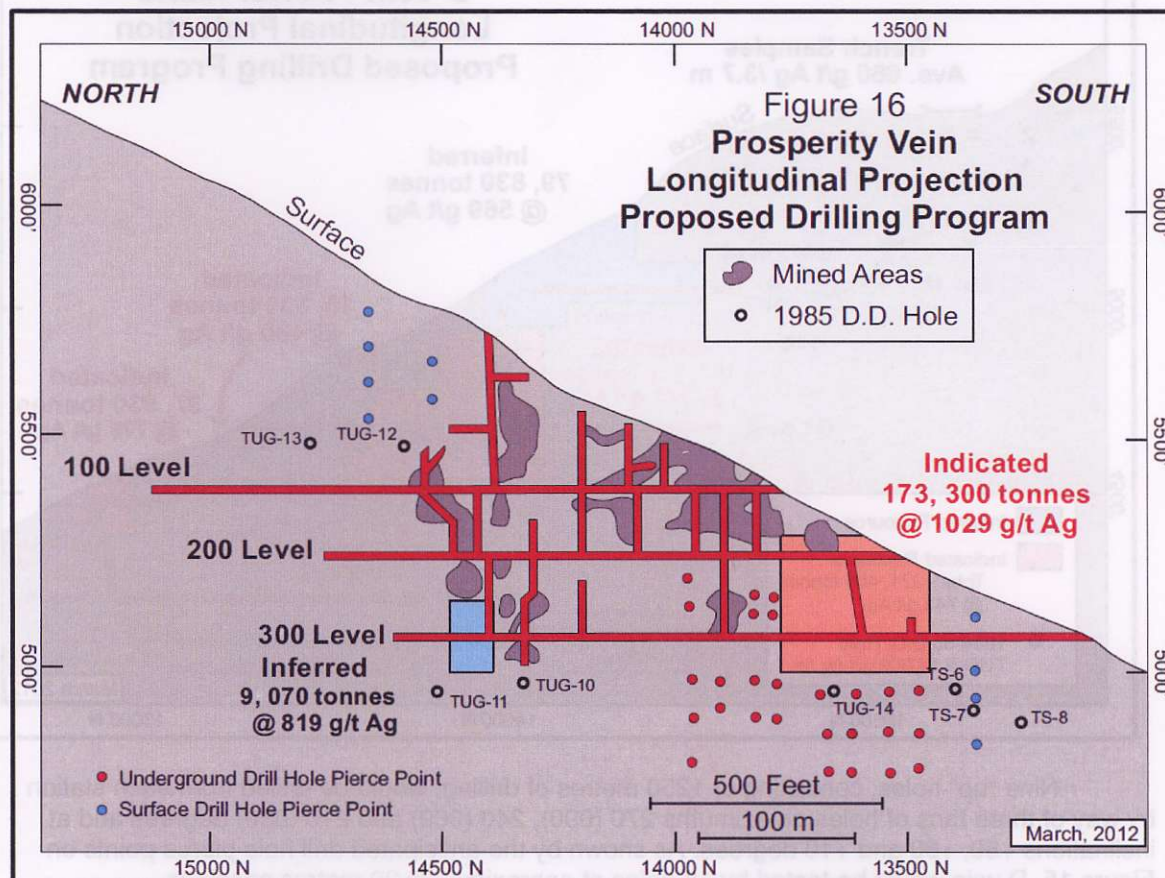 15000 N 14500 N 14000 N 13500 N
NORTH
SOUTH
Figure 16
Prosperity Vein
Longitudinal Projection
Proposed Drilling Program
Mined Areas
1985 D.D. Hole
Surface
6000'
6000'
5500'
5500'
5000'
5000'
TUG-13
TUG-12
100 Level
Indicated
173, 300 tonnes
@ 1029 g/t Ag
200 Level
300 Level
Inferred
9, 070 tonnes
@ 819 g/t Ag
TUG-11
TUG-10
TUG-14
TS-6
TS-7
TS-8
Underground Drill Hole Pierce Point
Surface Drill Hole Pierce Point
500 Feet
100 m
March, 2012
15000 N 14500 N 14000 N 13500 N